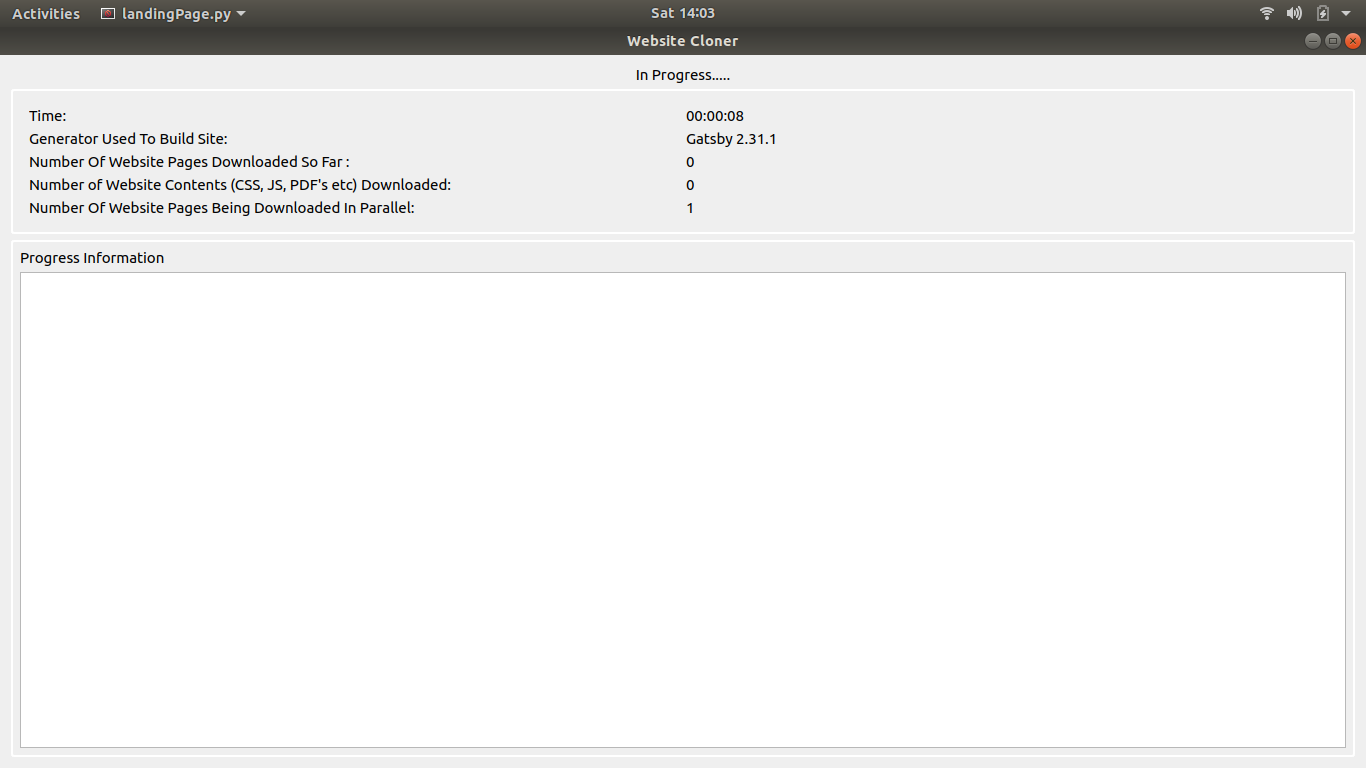 Activities landingPage.py Sat 14:03
Website Cloner
In Progress.....
Time: 00:00:08
Generator Used To Build Site: Gatsby 2.31.1
Number Of Website Pages Downloaded So Far : 0
Number of Website Contents (CSS, JS, PDF's etc) Downloaded: 0
Number Of Website Pages Being Downloaded In Parallel: 1
Progress Information